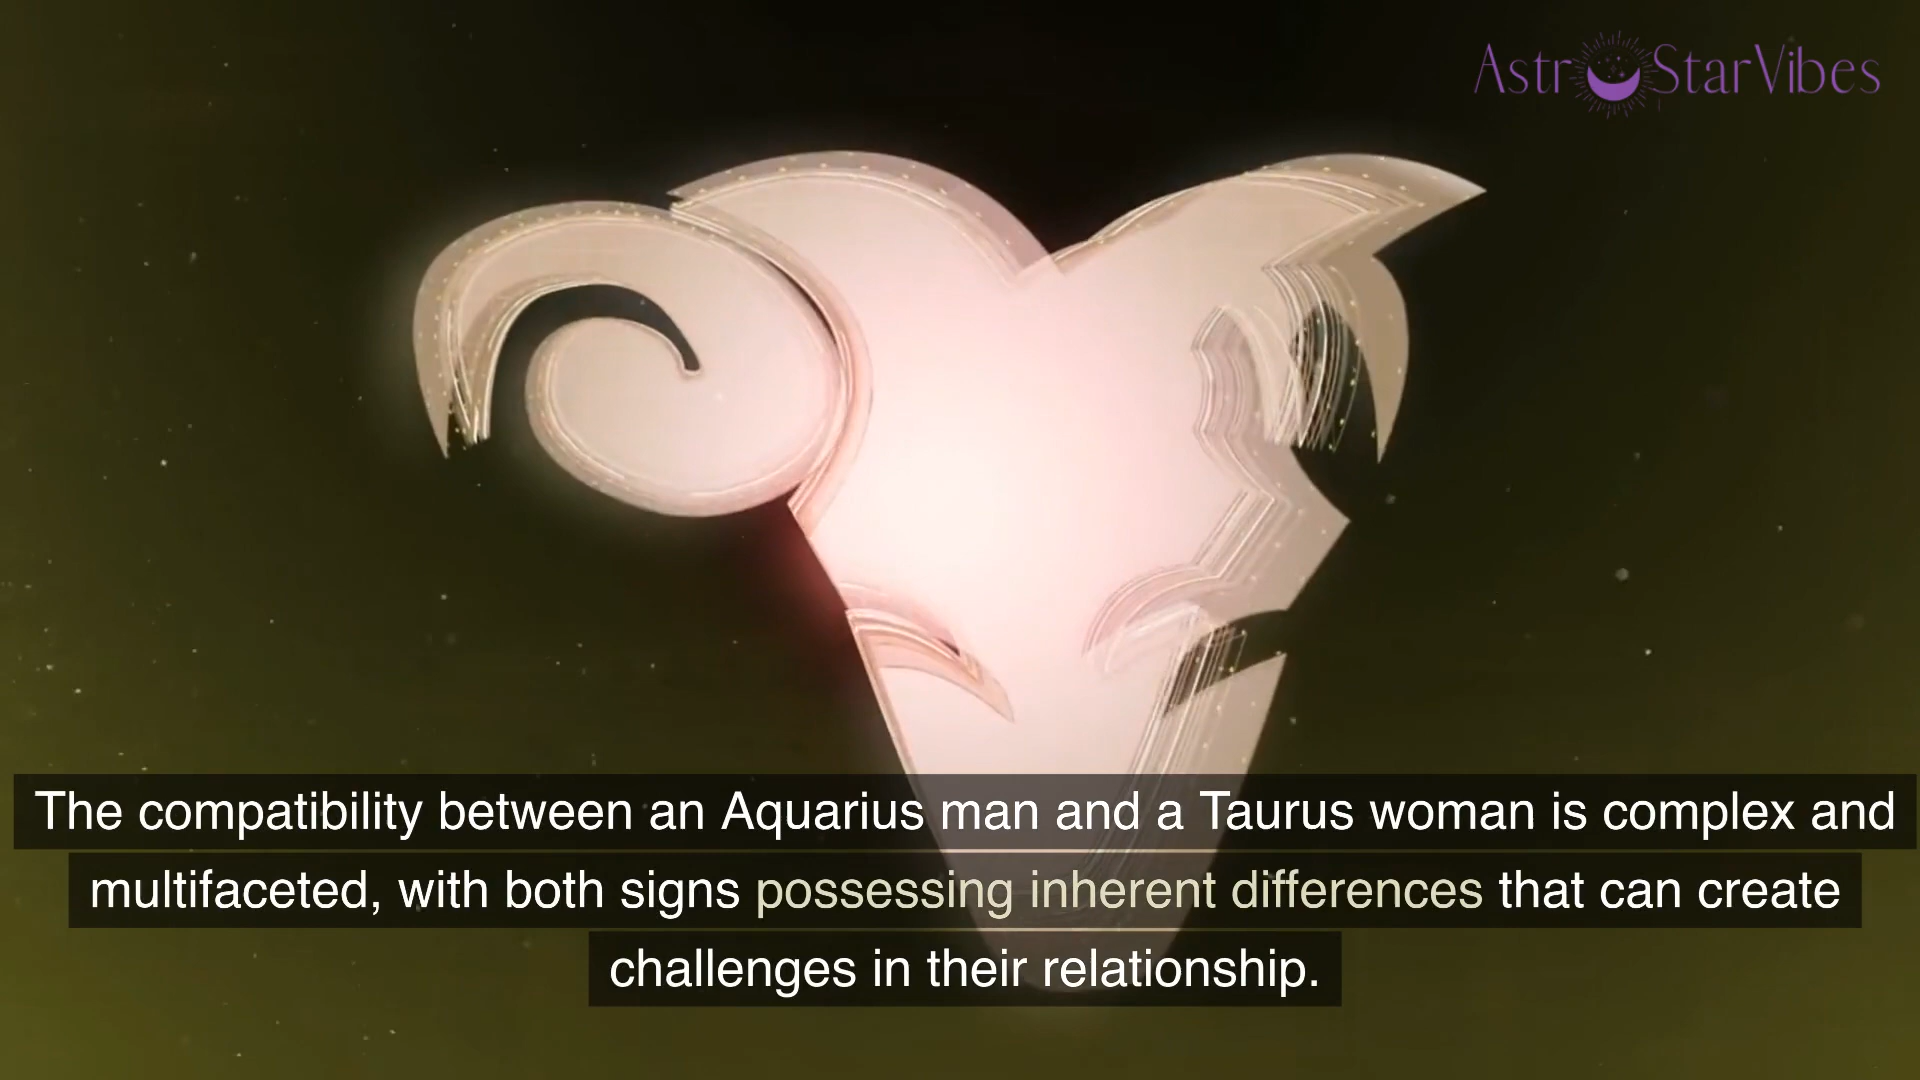 AstroStarVibes
The compatibility between an Aquarius man and a Taurus woman is complex and
multifaceted, with both signs possessing inherent differences that can create
challenges in their relationship.